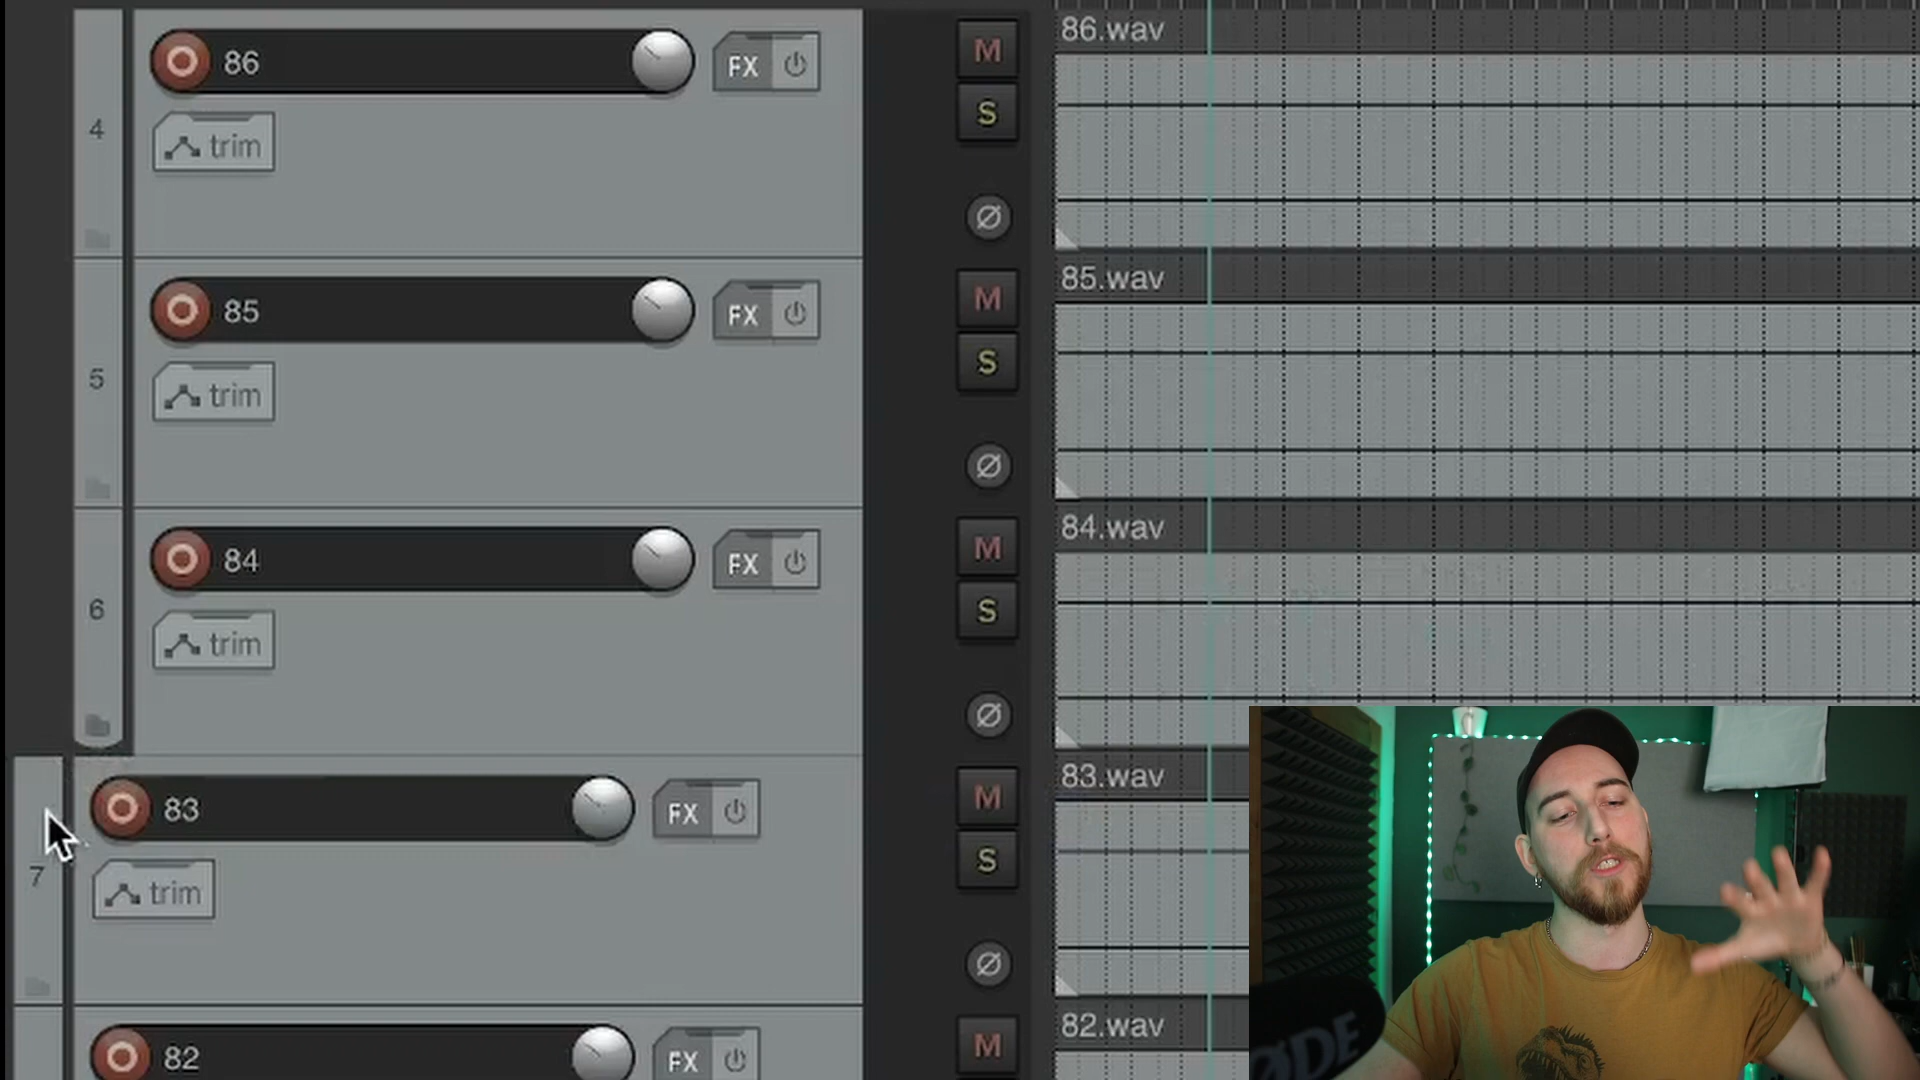 86 FX M 86.wav
4 trim S
Ø
85 FX M 85.wav
5 trim S
Ø
84 FX M 84.wav
6 trim S
Ø
83 FX M 83.wav
7 trim S
Ø
82 FX M 82.wav
RØDE